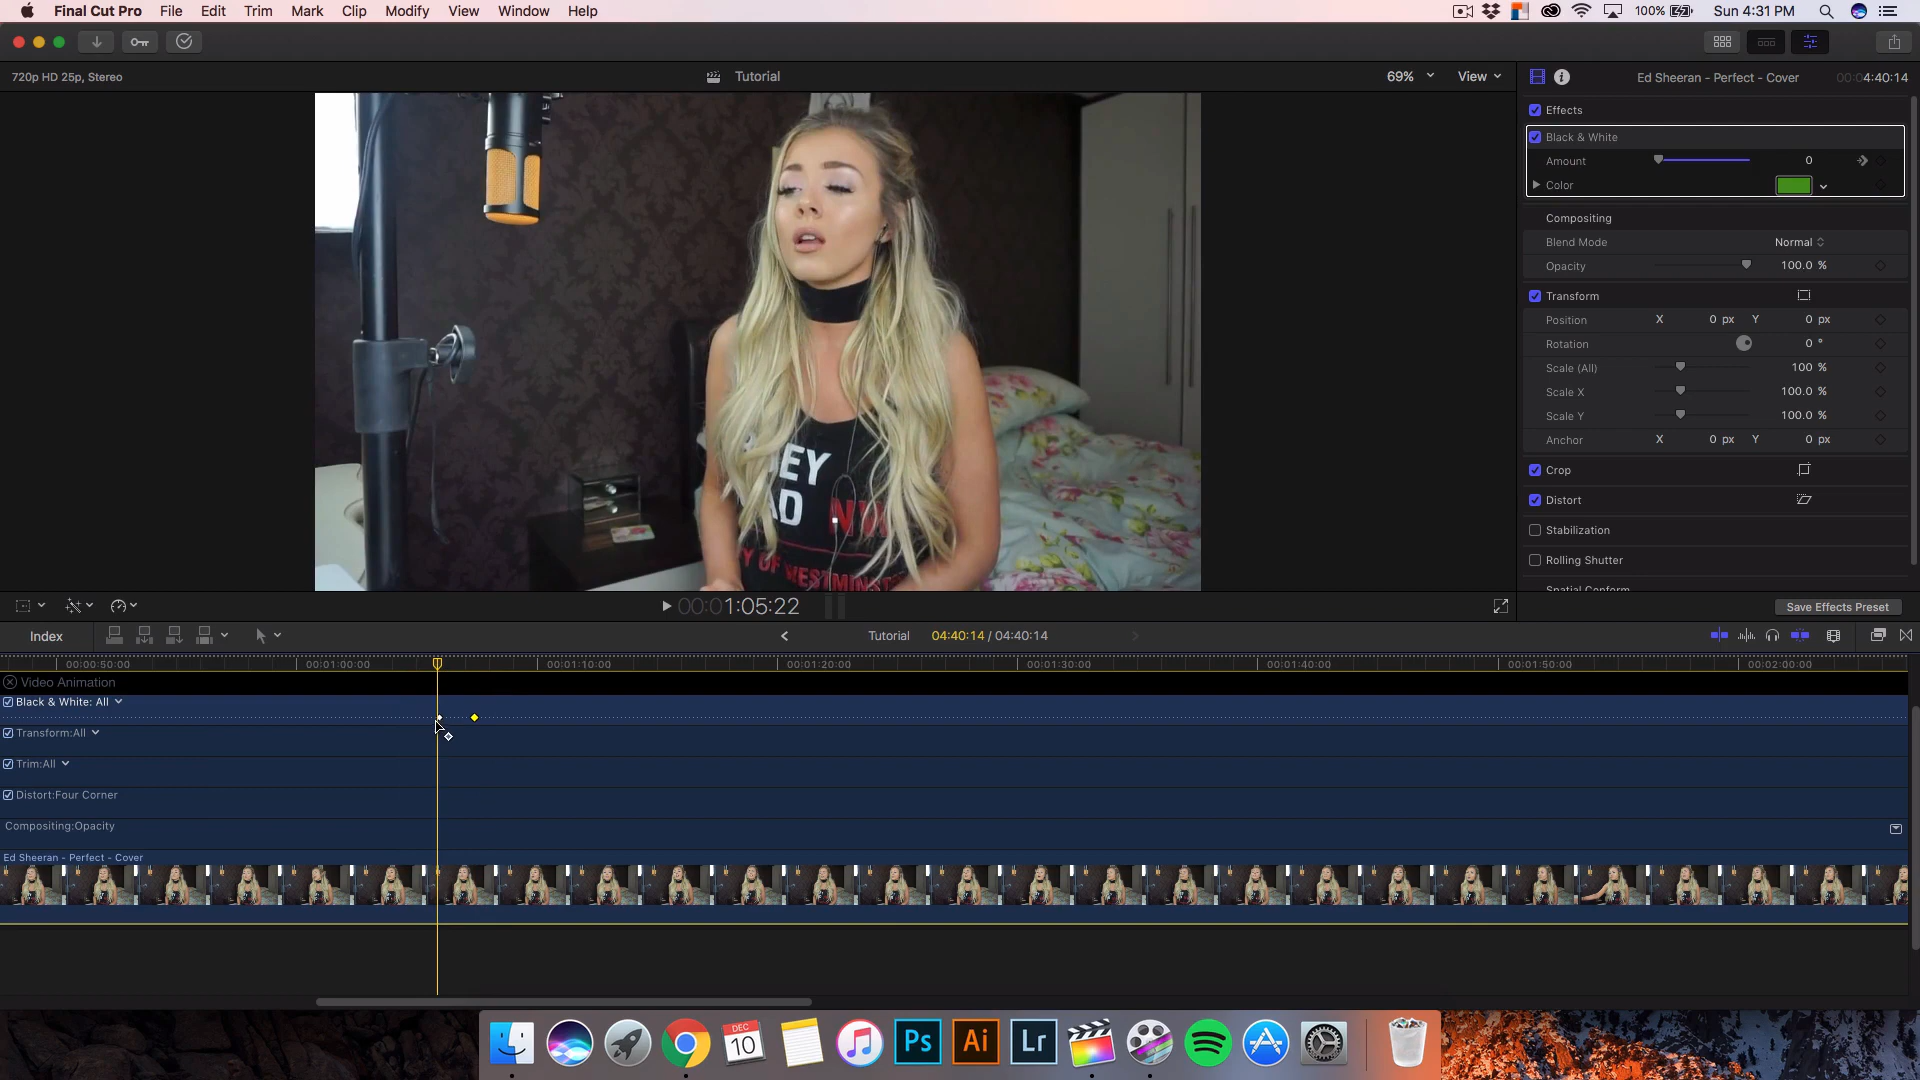 Final Cut Pro File Edit Trim Mark Clip Modify View Window Help 100% Sun 4:31 PM
720p HD 25p, Stereo Tutorial 69% View Ed Sheeran - Perfect - Cover 00:04:40:14
Effects
Black & White
Amount 0
Color
Compositing
Blend Mode Normal
Opacity 100.0 %
Transform
Position X 0 px Y 0 px
Rotation 0 °
Scale (All) 100 %
Scale X 100.0 %
Scale Y 100.0 %
Anchor X 0 px Y 0 px
Crop
Distort
Stabilization
Rolling Shutter
Spatial Conform
00:01:05:22 Save Effects Preset
Index Tutorial 04:40:14 / 04:40:14
00:00:50:00 00:01:00:00 00:01:10:00 00:01:20:00 00:01:30:00 00:01:40:00 00:01:50:00 00:02:00:00
Video Animation
Black & White: All
Transform:All
Trim:All
Distort:Four Corner
Compositing:Opacity
Ed Sheeran - Perfect - Cover
DEC
10
Ps
Ai
Lr